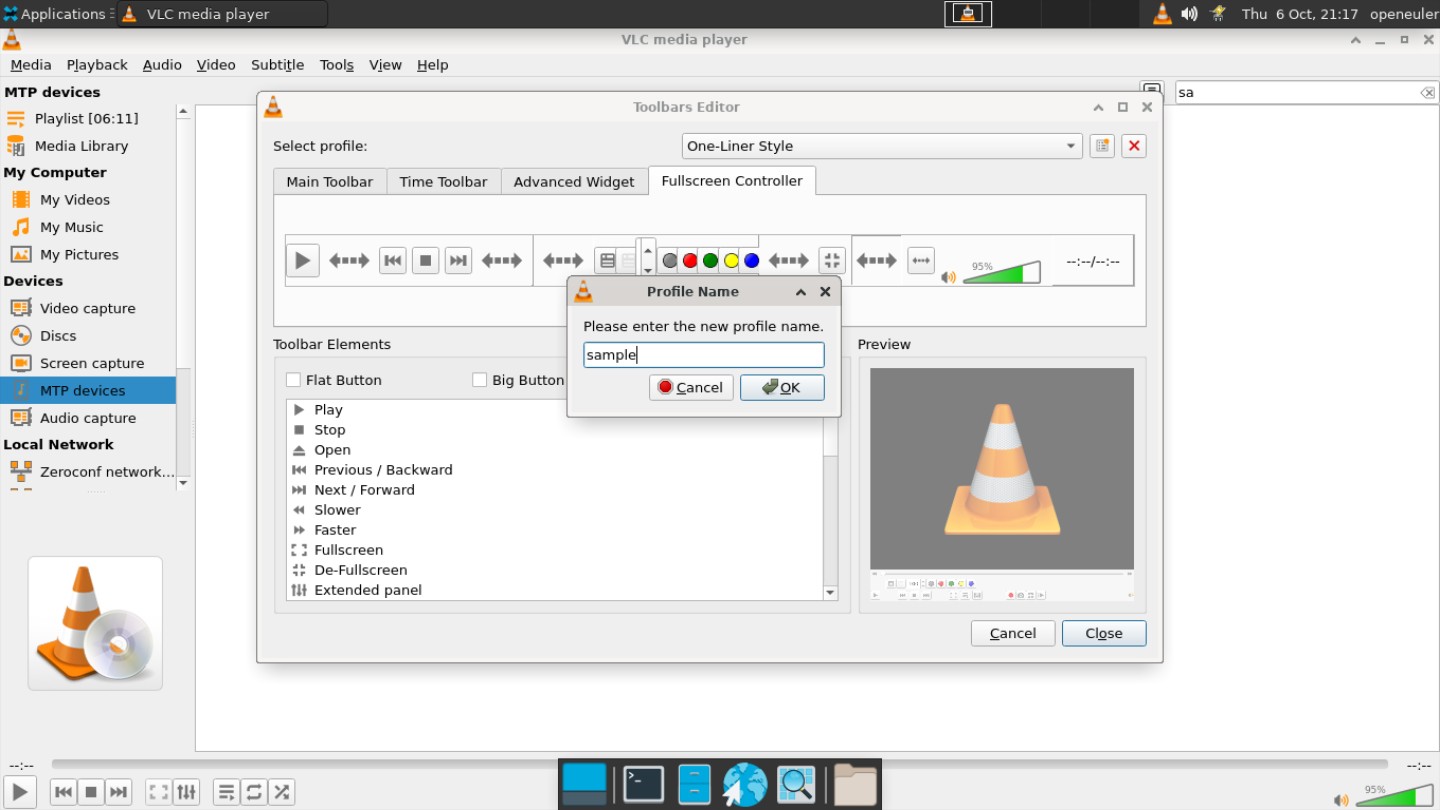 Applications
VLC media player
Thu 6 Oct, 21:17
openeuler
VLC media player
Media
Playback
Audio
Video
Subtitle
Tools
View
Help
MTP devices
sa
Playlist [06:11]
Media Library
My Computer
My Videos
My Music
My Pictures
Devices
Video capture
Discs
Screen capture
MTP devices
Audio capture
Local Network
Zeroconf network...
Toolbars Editor
Select profile:
One-Liner Style
Main Toolbar
Time Toolbar
Advanced Widget
Fullscreen Controller
95%
--:--/--:--
Profile Name
Please enter the new profile name.
sample
Cancel
OK
Toolbar Elements
Flat Button
Big Button
Play
Stop
Open
Previous / Backward
Next / Forward
Slower
Faster
Fullscreen
De-Fullscreen
Extended panel
Preview
Cancel
Close
--:--
--:--
95%